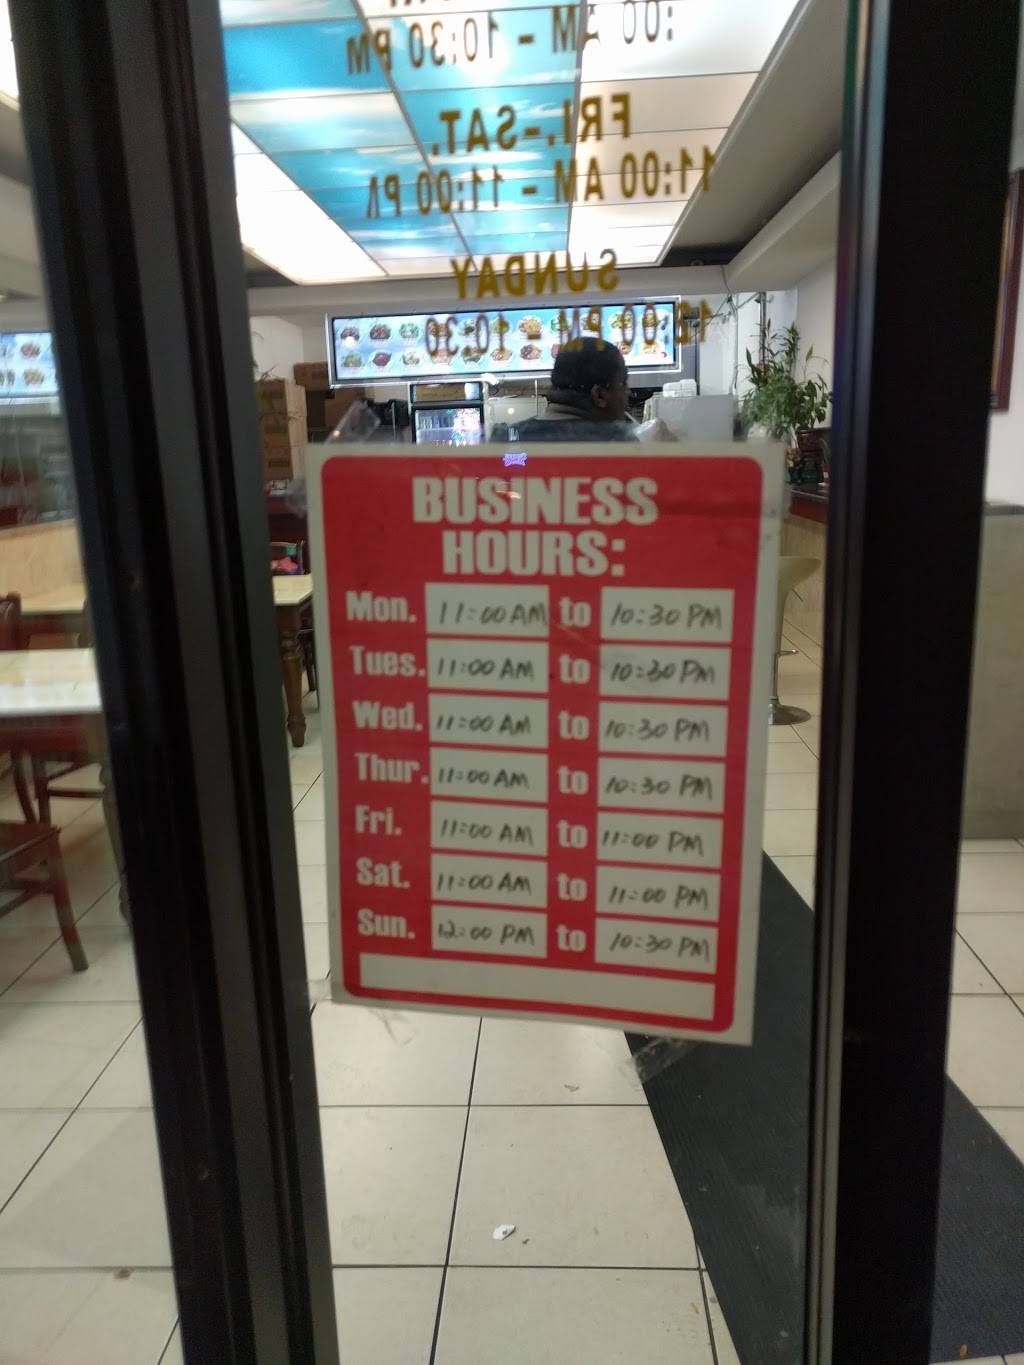 :00 AM - 10:30 PM
FRI.-SAT.
11:00 AM - 11:00 PM
SUNDAY
12:00 PM - 10:30
BUSINESS
HOURS:
Mon. 11:00 AM to 10:30 PM
Tues. 11:00 AM to 10:30 PM
Wed. 11:00 AM to 10:30 PM
Thur. 11:00 AM to 10:30 PM
Fri. 11:00 AM to 11:00 PM
Sat. 11:00 AM to 11:00 PM
Sun. 12:00 PM to 10:30 PM